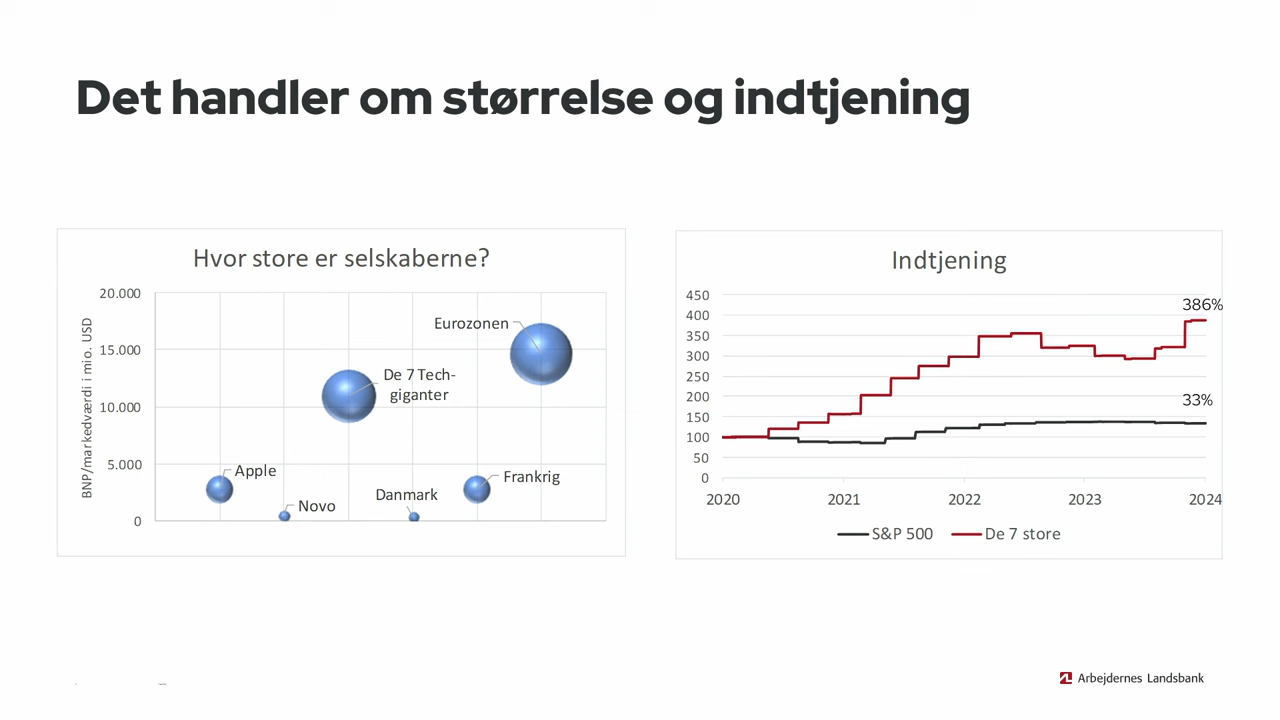 Det handler om størrelse og indtjening
Hvor store er selskaberne?
BNP/markedværdi i mio. USD
20.000
15.000
10.000
5.000
0
Eurozonen
De 7 Tech-
giganter
Apple
Novo
Danmark
Frankrig
Indtjening
450
400
350
300
250
200
150
100
50
0
386%
33%
2020 2021 2022 2023 2024
S&P 500 De 7 store
Arbejdernes Landsbank